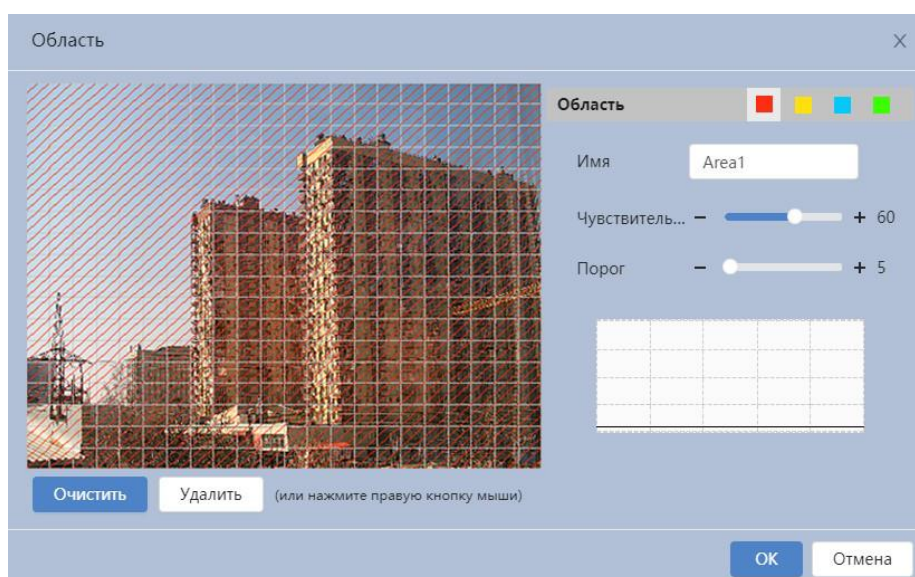 Область
Область
Имя
Area1
Чувствитель...
60
Порог
5
Очистить
Удалить
(или нажмите правую кнопку мыши)
OK
Отмена